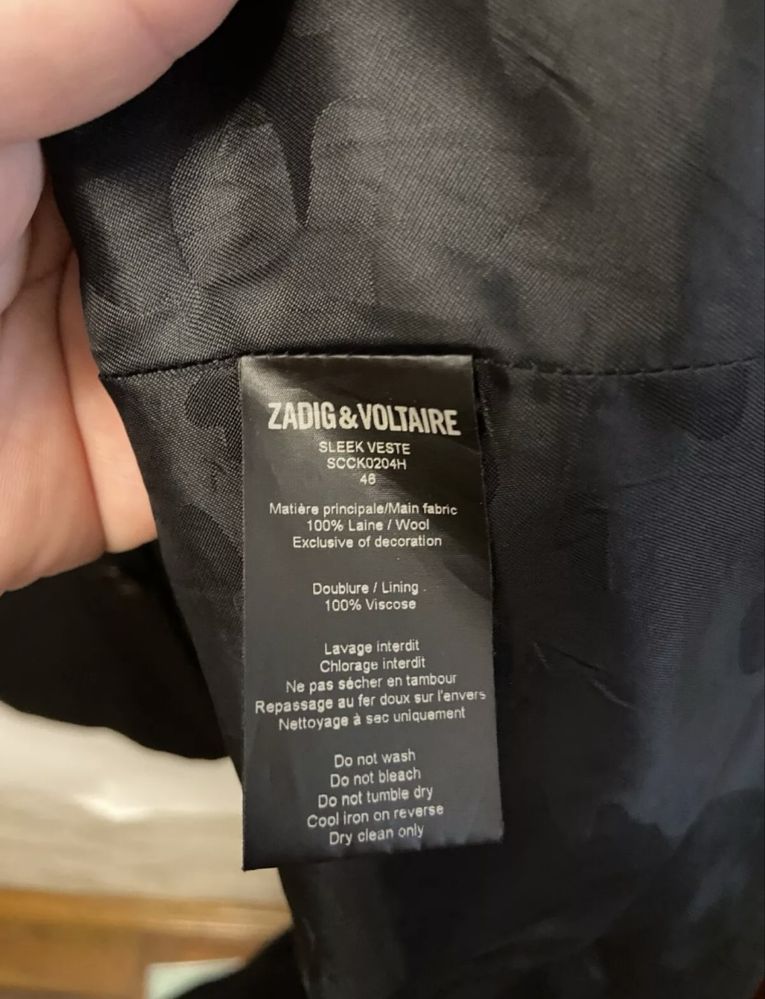 ZADIG & VOLTAIRE
SLEEK VESTE
SCCK0204H
46
Matière principale/Main fabric
100% Laine / Wool
Exclusive of decoration
Doublure / Lining
100% Viscose
Lavage interdit
Chlorage interdit
Ne pas sécher en tambour
Repassage au fer doux sur l'envers
Nettoyage à sec uniquement
Do not wash
Do not bleach
Do not tumble dry
Cool iron on reverse
Dry clean only